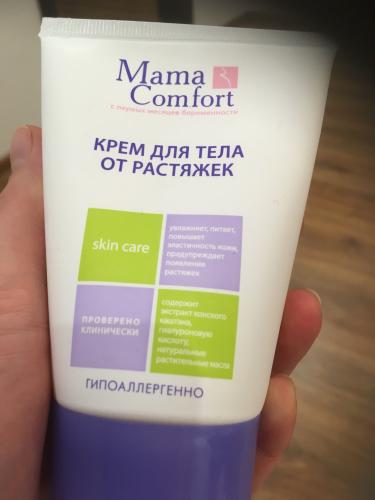 Mama
Comfort
с первых месяцев беременности
КРЕМ ДЛЯ ТЕЛА
ОТ РАСТЯЖЕК
skin care
увлажняет, питает,
повышает
эластичность кожи,
предупреждает
появление
растяжек
ПРОВЕРЕНО
КЛИНИЧЕСКИ
содержит
экстракт конского
каштана,
гиалуроновую
кислоту,
натуральные
растительные масла
ГИПОАЛЛЕРГЕННО